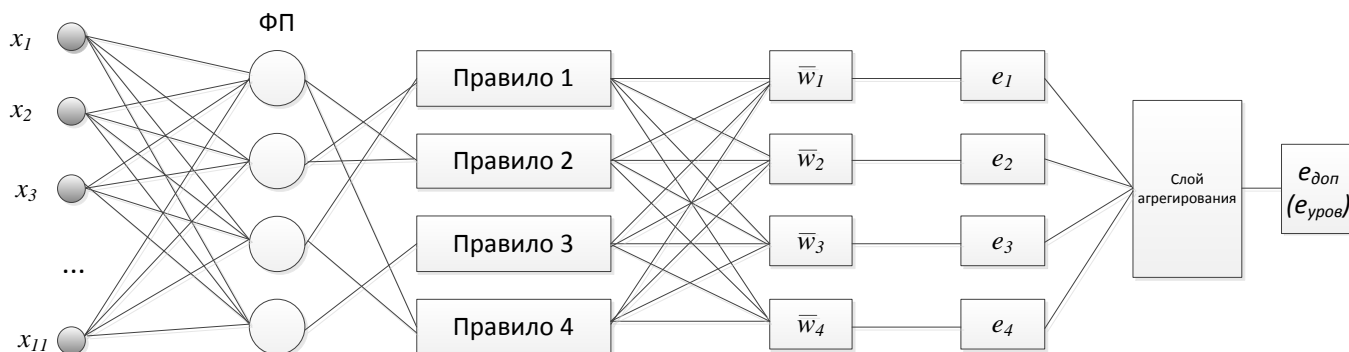 x1
x2
x3
...
x11
ФП
Правило 1
Правило 2
Правило 3
Правило 4
w̅1
w̅2
w̅3
w̅4
e1
e2
e3
e4
Слой
агрегирования
eдоп
(eуров)